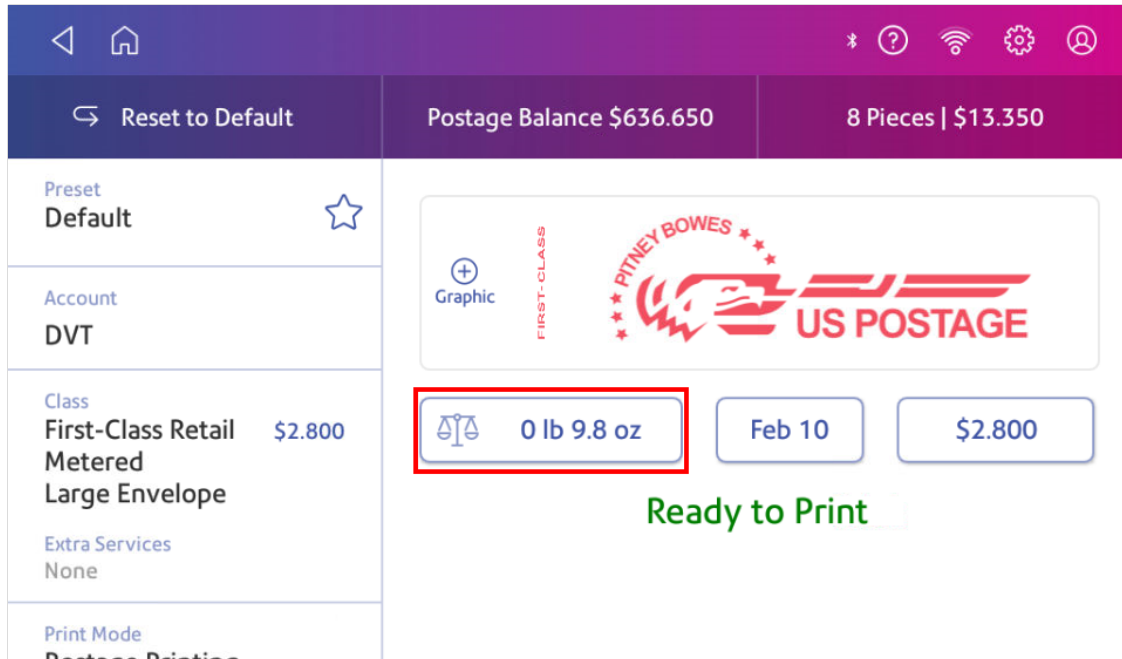 Reset to Default
Postage Balance $636.650
8 Pieces | $13.350
Preset
Default
Account
DVT
Class
First-Class Retail $2.800
Metered
Large Envelope
Extra Services
None
Print Mode
Postage Printing
Graphic
FIRST-CLASS
PITNEY BOWES
US POSTAGE
0 lb 9.8 oz
Feb 10
$2.800
Ready to Print